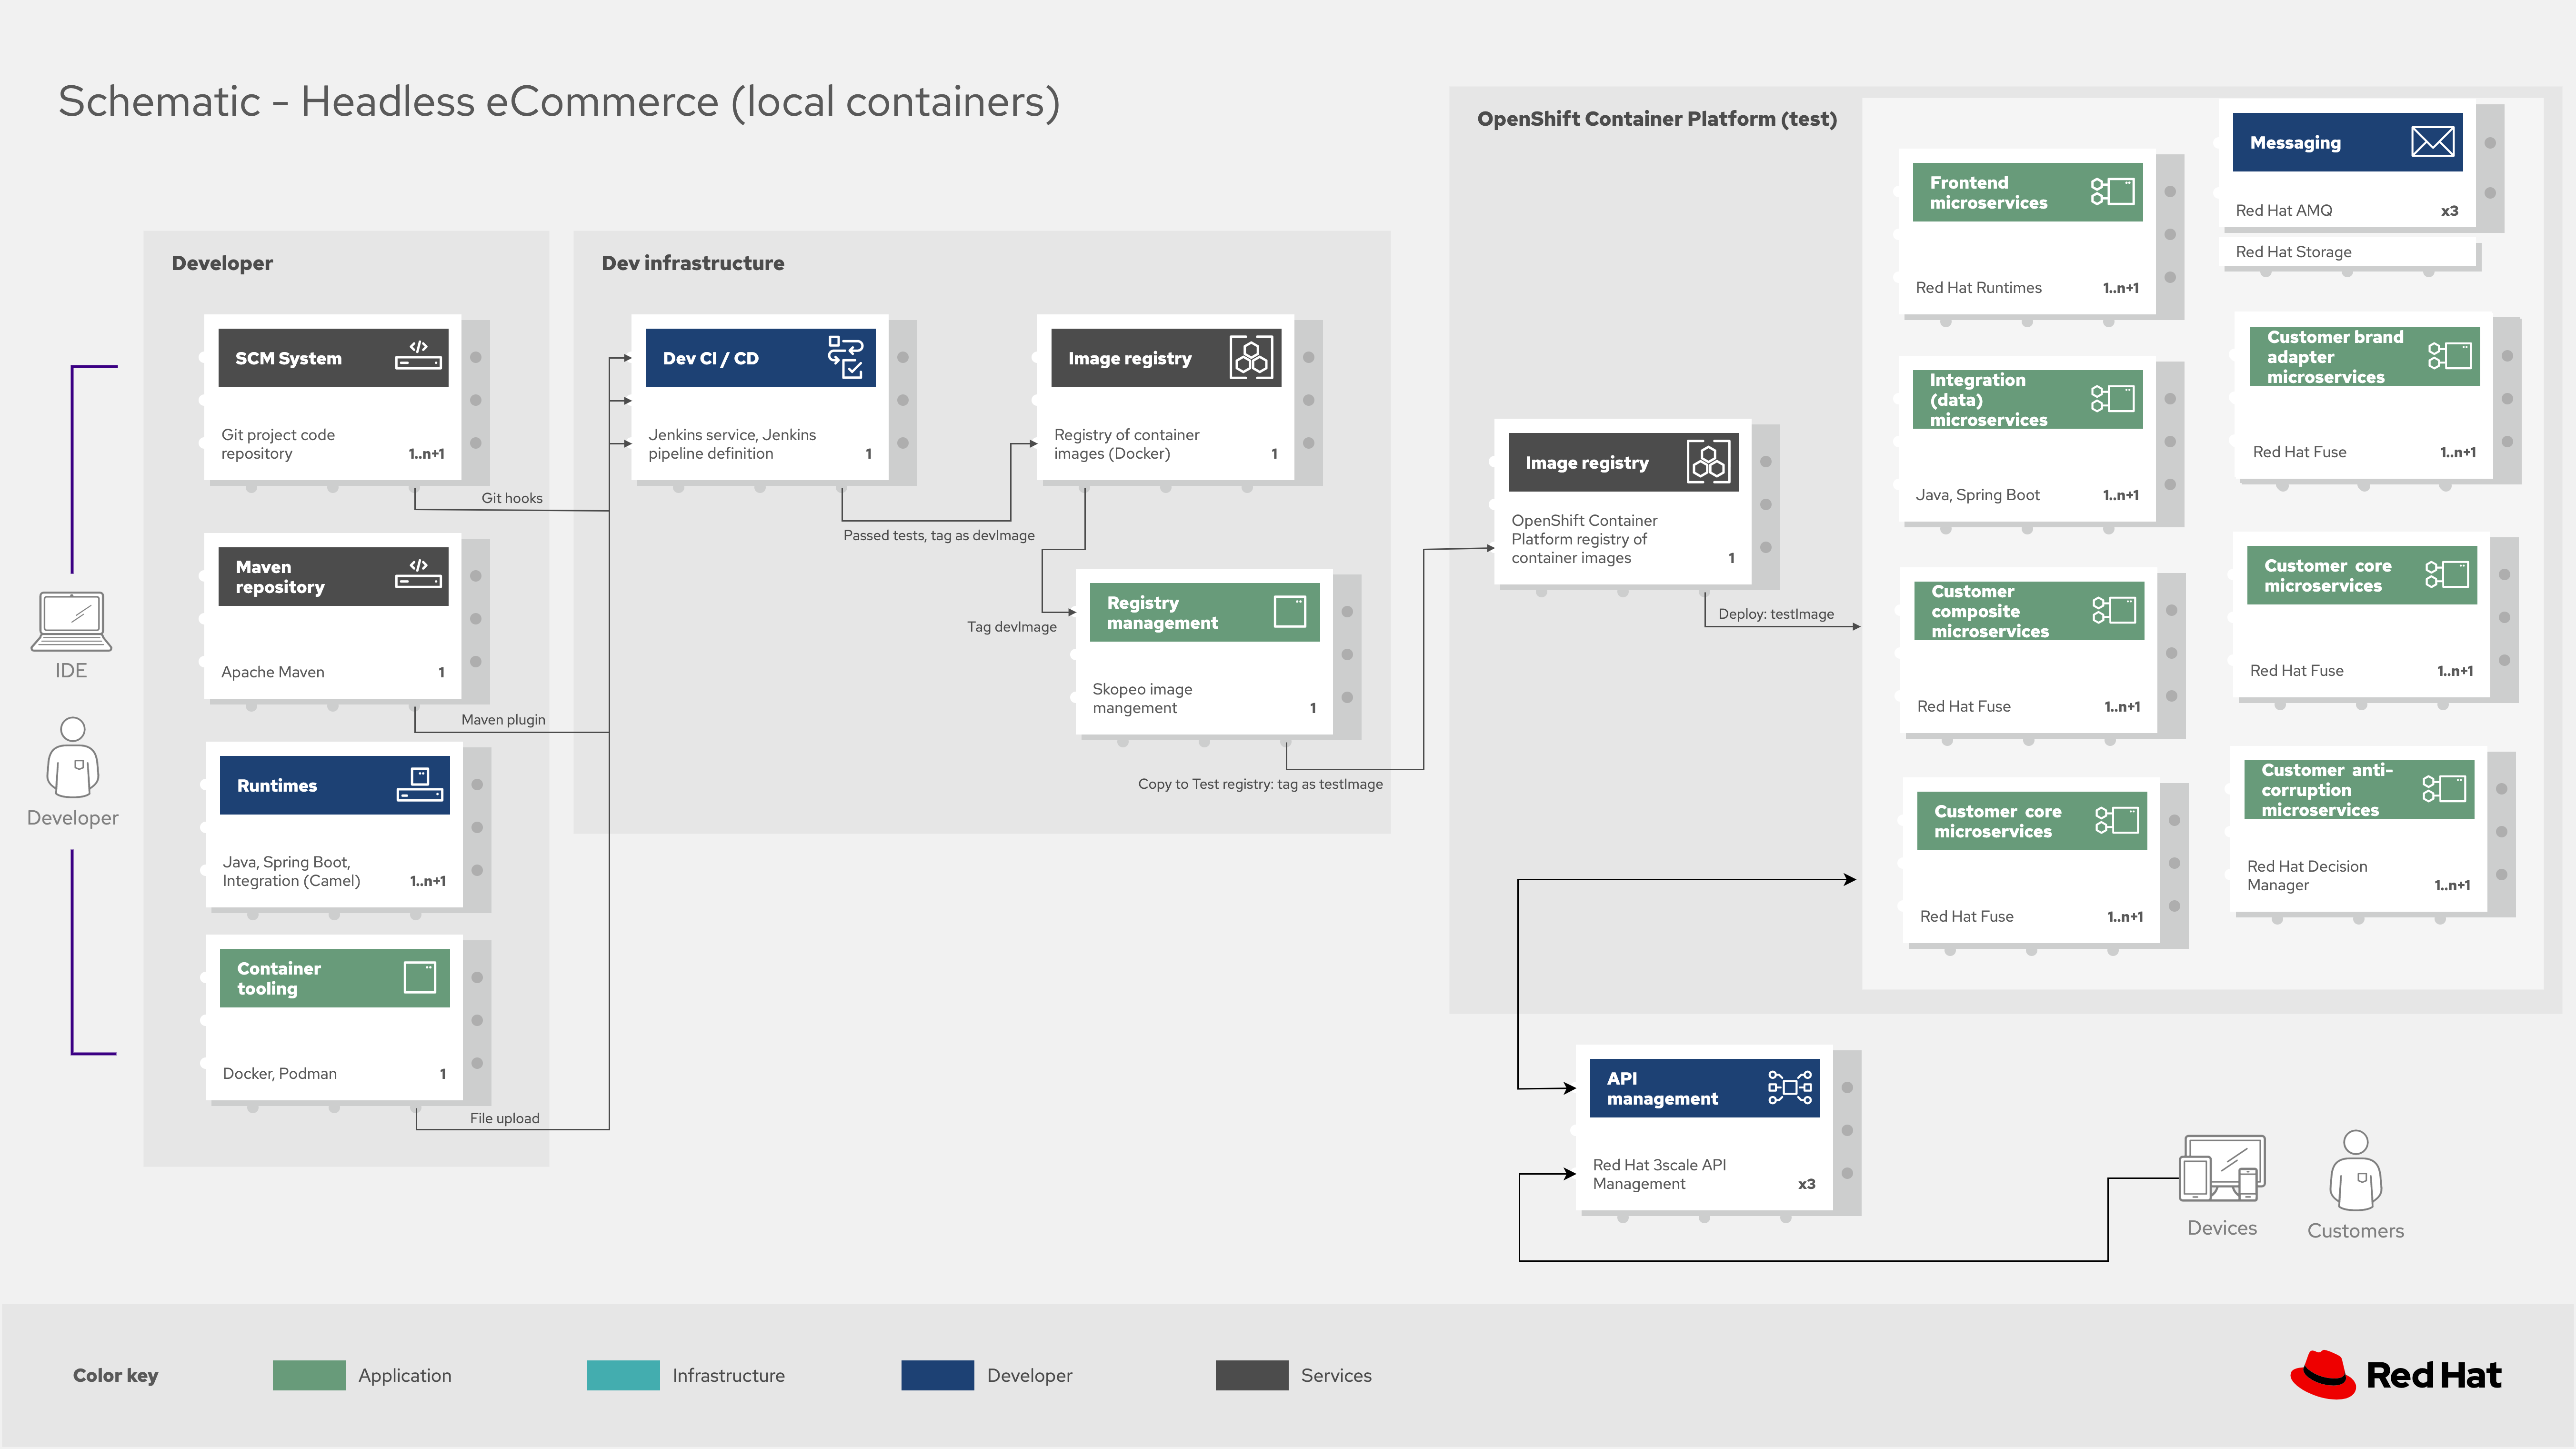 Schematic - Headless eCommerce (local containers)
Developer
SCM System
Git project code
repository
1..n+1
Git hooks
Maven
repository
Apache Maven
1
Maven plugin
Runtimes
Java, Spring Boot,
Integration (Camel)
1..n+1
Container
tooling
Docker, Podman
1
File upload
IDE
Developer
Dev infrastructure
Dev CI / CD
Jenkins service, Jenkins
pipeline definition
1
Passed tests, tag as devImage
Image registry
Registry of container
images (Docker)
1
Tag devImage
Registry
management
Skopeo image
mangement
1
Copy to Test registry: tag as testImage
OpenShift Container Platform (test)
Image registry
OpenShift Container
Platform registry of
container images
1
Deploy: testImage
Frontend
microservices
Red Hat Runtimes
1..n+1
Integration
(data)
microservices
Java, Spring Boot
1..n+1
Customer
composite
microservices
Red Hat Fuse
1..n+1
Customer core
microservices
Red Hat Fuse
1..n+1
Messaging
Red Hat AMQ
x3
Red Hat Storage
Customer brand
adapter
microservices
Red Hat Fuse
1..n+1
Customer core
microservices
Red Hat Fuse
1..n+1
Customer anti-
corruption
microservices
Red Hat Decision
Manager
1..n+1
API
management
Red Hat 3scale API
Management
x3
Devices
Customers
Color key
Application
Infrastructure
Developer
Services
Red Hat